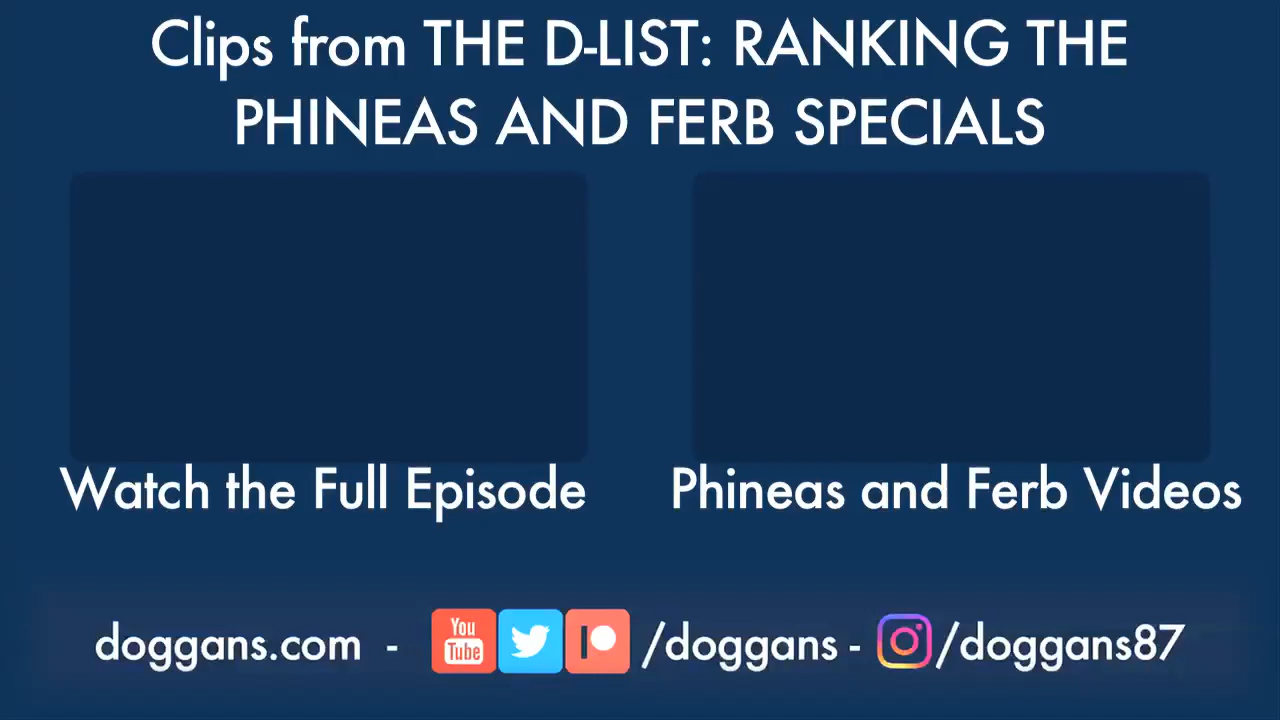 Clips from THE D-LIST: RANKING THE
PHINEAS AND FERB SPECIALS
Watch the Full Episode
Phineas and Ferb Videos
doggans.com - You Tube /doggans - /doggans87